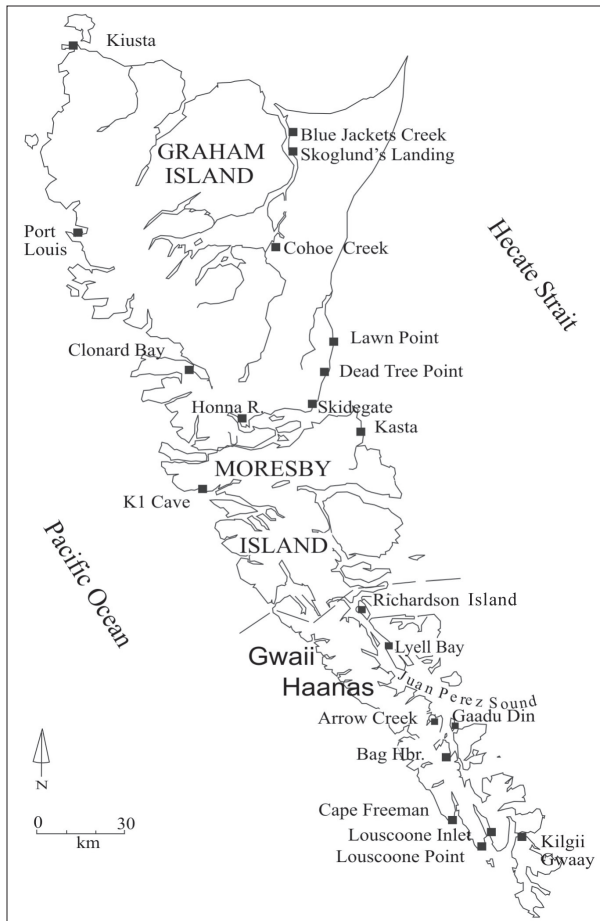 Kiusta
Blue Jackets Creek
Skoglund's Landing
GRAHAM
ISLAND
Port
Louis
Cohoe Creek
Hecate Strait
Lawn Point
Clonard Bay
Dead Tree Point
Honna R.
Skidegate
Kasta
MORESBY
K1 Cave
ISLAND
Pacific Ocean
Richardson Island
Gwaii
Haanas
Lyell Bay
Juan Perez Sound
Arrow Creek
Gaadu Din
Bag Hbr.
N
Cape Freeman
0 30
km
Louscoone Inlet
Louscoone Point
Kilgii
Gwaay